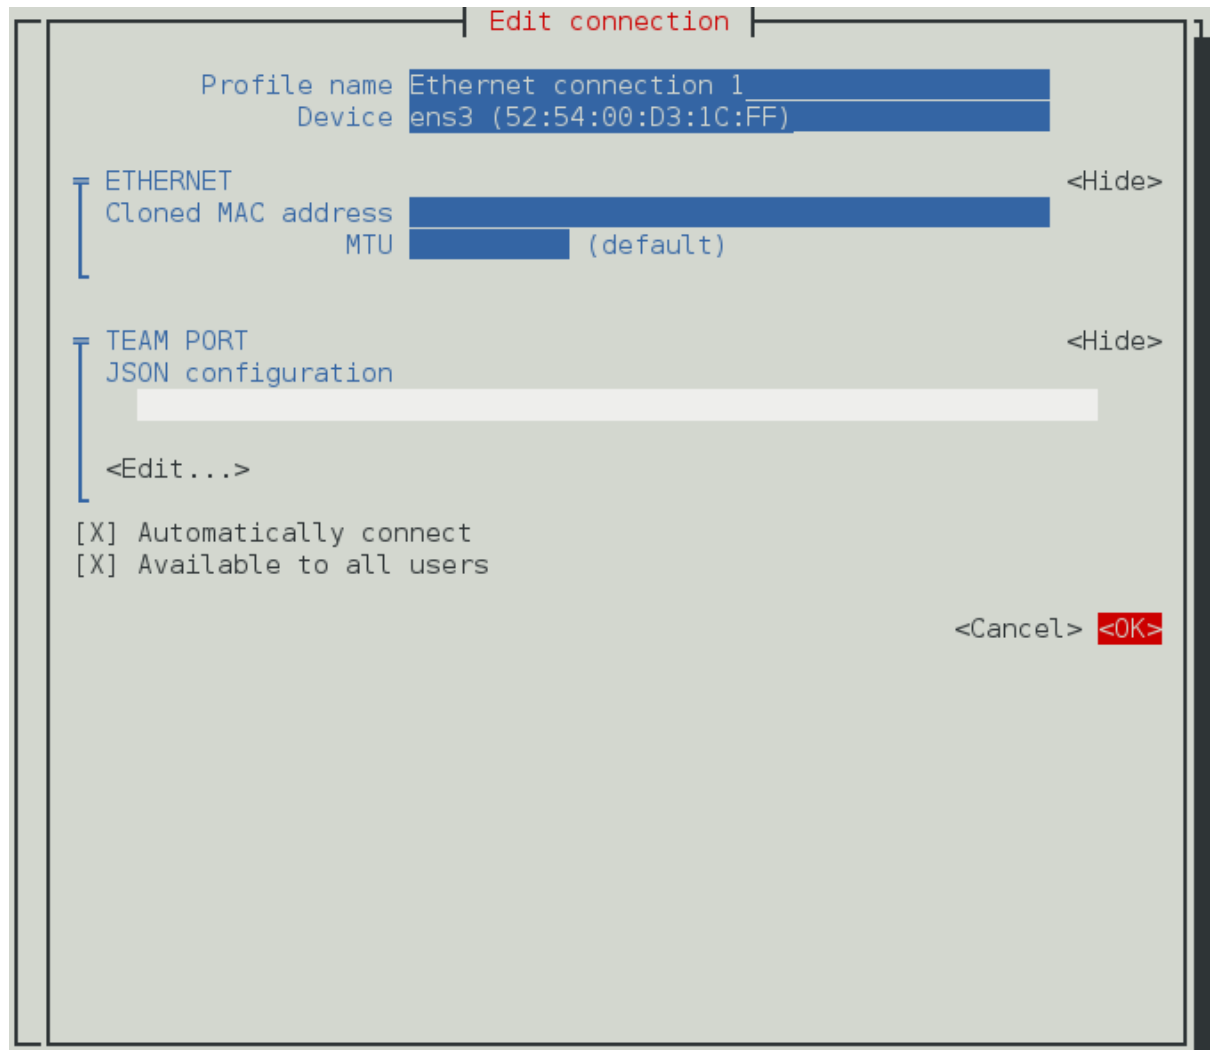 Edit connection
Profile name Ethernet connection 1
Device ens3 (52:54:00:D3:1C:FF)
ETHERNET <Hide>
Cloned MAC address
MTU (default)
TEAM PORT <Hide>
JSON configuration
<Edit...>
[X] Automatically connect
[X] Available to all users
<Cancel> <OK>